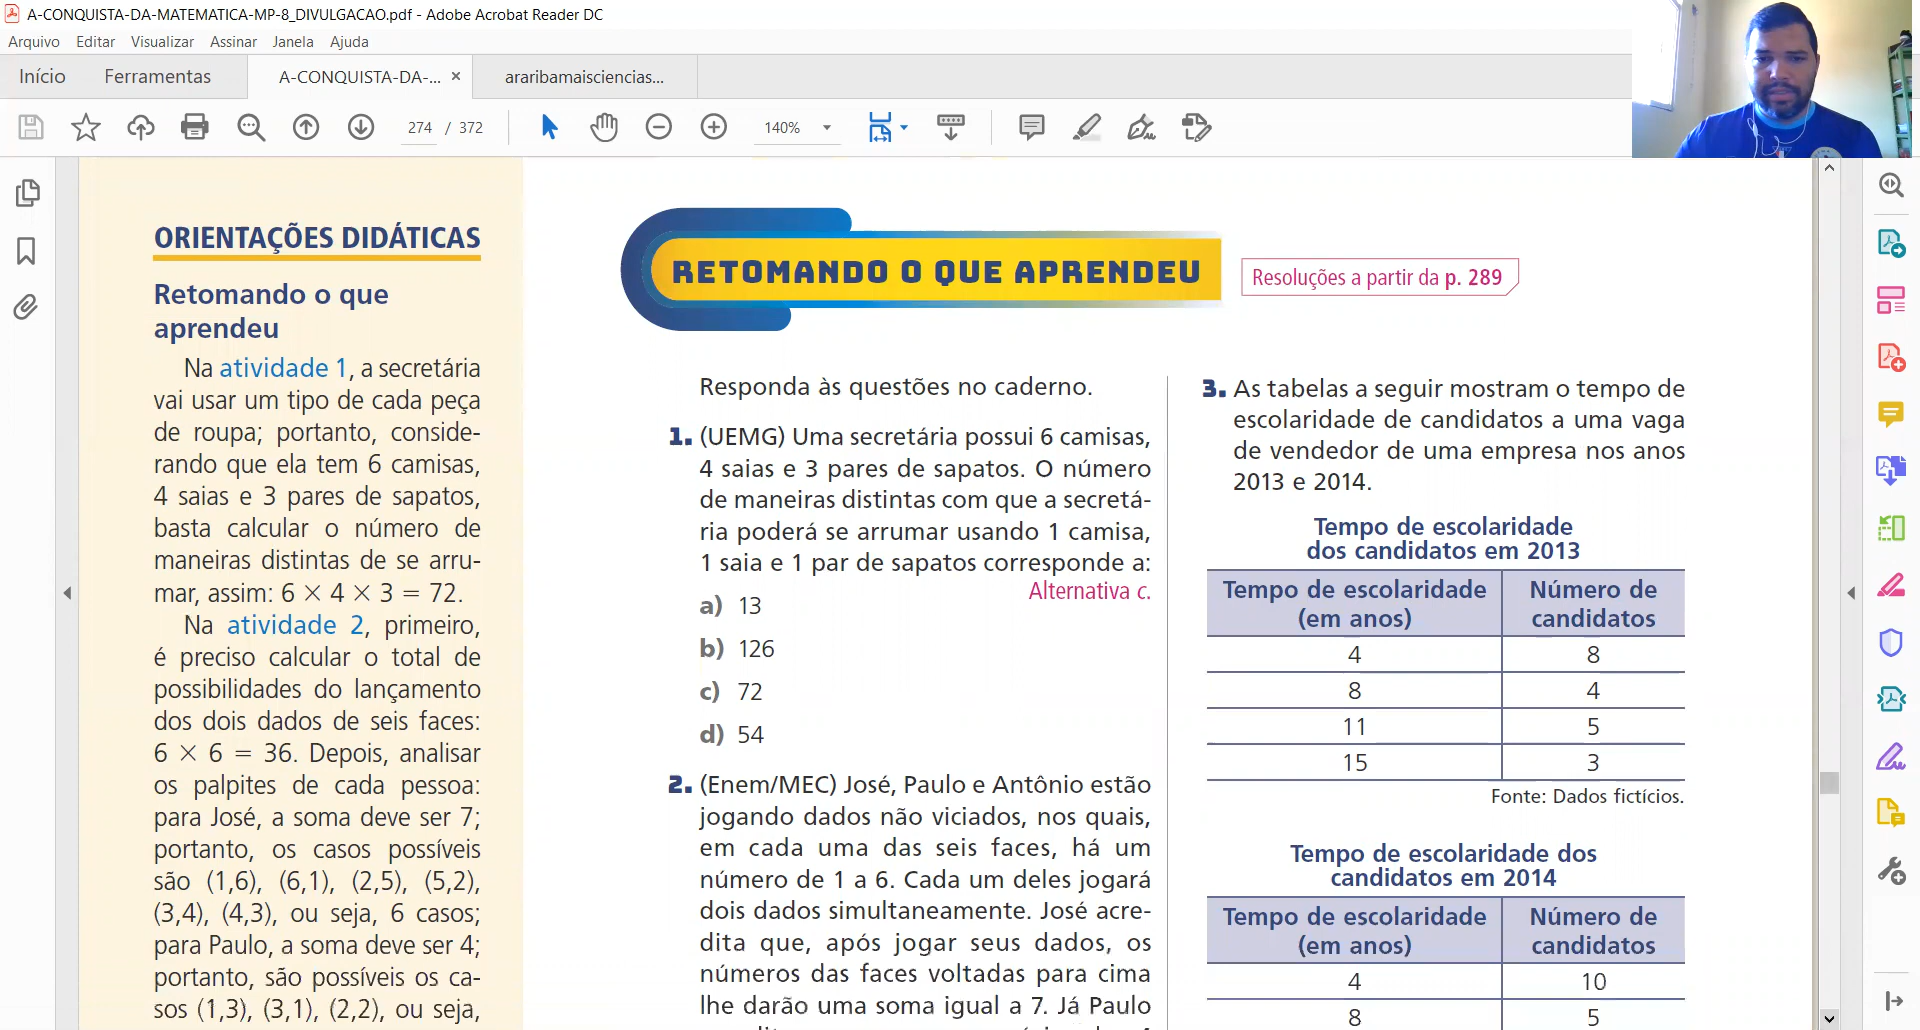 A-CONQUISTA-DA-MATEMATICA-MP-8_DIVULGACAO.pdf - Adobe Acrobat Reader DC
Arquivo Editar Visualizar Assinar Janela Ajuda
Início Ferramentas A-CONQUISTA-DA-... × araribamaisciencias...
274 / 372 140%
ORIENTAÇÕES DIDÁTICAS
Retomando o que
aprendeu
Na atividade 1, a secretária
vai usar um tipo de cada peça
de roupa; portanto, conside-
rando que ela tem 6 camisas,
4 saias e 3 pares de sapatos,
basta calcular o número de
maneiras distintas de se arru-
mar, assim: 6 × 4 × 3 = 72.
Na atividade 2, primeiro,
é preciso calcular o total de
possibilidades do lançamento
dos dois dados de seis faces:
6 × 6 = 36. Depois, analisar
os palpites de cada pessoa:
para José, a soma deve ser 7;
portanto, os casos possíveis
são (1,6), (6,1), (2,5), (5,2),
(3,4), (4,3), ou seja, 6 casos;
para Paulo, a soma deve ser 4;
portanto, são possíveis os ca-
sos (1,3), (3,1), (2,2), ou seja,
RETOMANDO O QUE APRENDEU
Resoluções a partir da p. 289
Responda às questões no caderno.
1. (UEMG) Uma secretária possui 6 camisas,
4 saias e 3 pares de sapatos. O número
de maneiras distintas com que a secretá-
ria poderá se arrumar usando 1 camisa,
1 saia e 1 par de sapatos corresponde a:
Alternativa c.
a) 13
b) 126
c) 72
d) 54
2. (Enem/MEC) José, Paulo e Antônio estão
jogando dados não viciados, nos quais,
em cada uma das seis faces, há um
número de 1 a 6. Cada um deles jogará
dois dados simultaneamente. José acre-
dita que, após jogar seus dados, os
números das faces voltadas para cima
lhe darão uma soma igual a 7. Já Paulo
3. As tabelas a seguir mostram o tempo de
escolaridade de candidatos a uma vaga
de vendedor de uma empresa nos anos
2013 e 2014.
Tempo de escolaridade
dos candidatos em 2013
Tempo de escolaridade Número de
(em anos) candidatos
4 8
8 4
11 5
15 3
Fonte: Dados fictícios.
Tempo de escolaridade dos
candidatos em 2014
Tempo de escolaridade Número de
(em anos) candidatos
4 10
8 5